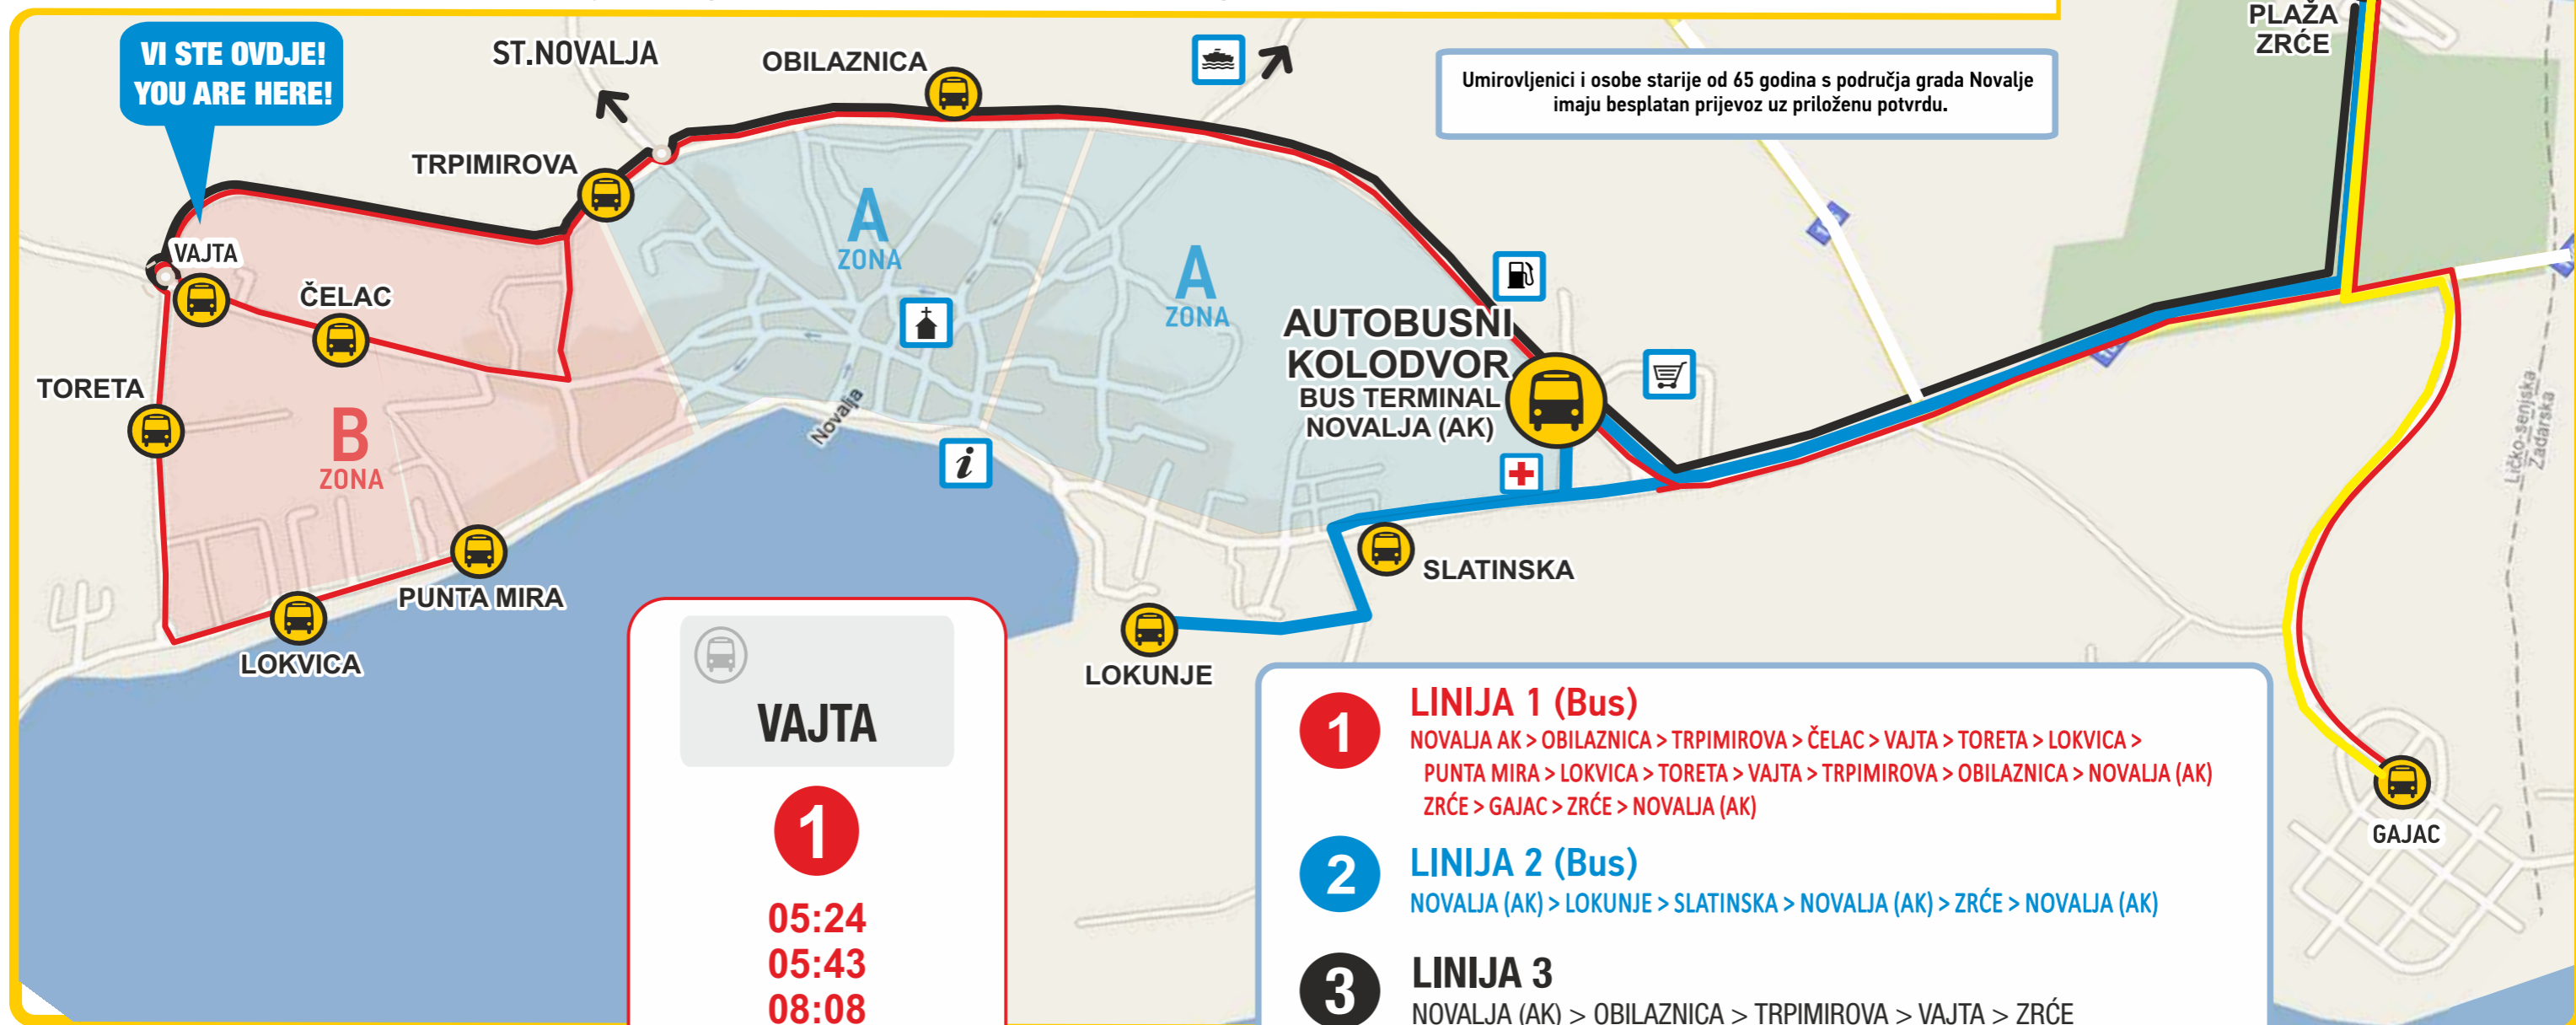 VI STE OVDJE!
YOU ARE HERE!
ST.NOVALJA
OBILAZNICA
PLAŽA
ZRĆE
Umirovljenici i osobe starije od 65 godina s područja grada Novalje
imaju besplatan prijevoz uz priloženu potvrdu.
TRPIMIROVA
VAJTA
ČELAC
TORETA
A
ZONA
A
ZONA
B
ZONA
AUTOBUSNI
KOLODVOR
BUS TERMINAL
NOVALJA (AK)
Novalja
i
Ličko-senjska
Zadarska
PUNTA MIRA
LOKVICA
SLATINSKA
LOKUNJE
GAJAC
VAJTA
1
05:24
05:43
08:08
1
LINIJA 1 (Bus)
NOVALJA AK > OBILAZNICA > TRPIMIROVA > ČELAC > VAJTA > TORETA > LOKVICA >
PUNTA MIRA > LOKVICA > TORETA > VAJTA > TRPIMIROVA > OBILAZNICA > NOVALJA (AK)
ZRĆE > GAJAC > ZRĆE > NOVALJA (AK)
2
LINIJA 2 (Bus)
NOVALJA (AK) > LOKUNJE > SLATINSKA > NOVALJA (AK) > ZRĆE > NOVALJA (AK)
3
LINIJA 3
NOVALJA (AK) > OBILAZNICA > TRPIMIROVA > VAJTA > ZRĆE